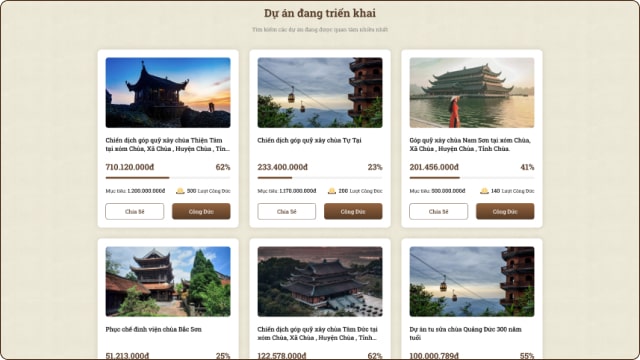 Dự án đang triển khai
Tìm kiếm các dự án đang được quan tâm nhiều nhất
Chiến dịch góp quỹ xây chùa Thiện Tâm
tại xóm Chùa, Xã Chùa , Huyện Chùa , Tỉn...
710.120.000đ
62%
Mục tiêu: 1.200.000.000đ
500 Lượt Công Đức
Chia Sẻ
Công Đức
Chiến dịch góp quỹ xây chùa Tự Tại
233.400.000đ
23%
Mục tiêu: 1.176.000.000đ
200 Lượt Công Đức
Chia Sẻ
Công Đức
Góp quỹ xây chùa Nam Sơn tại xóm Chùa,
Xã Chùa , Huyện Chùa , Tỉnh Chùa.
201.456.000đ
41%
Mục tiêu: 500.000.000đ
140 Lượt Công Đức
Chia Sẻ
Công Đức
Phục chế đỉnh viện chùa Bắc Sơn
51.213.000đ
25%
Chiến dịch góp quỹ xây chùa Tâm Đức tại
xóm Chùa, Xã Chùa , Huyện Chùa , Tỉnh...
122.578.000đ
62%
Dự án tu sửa chùa Quảng Đức 300 năm
tuổi
100.000.789đ
55%